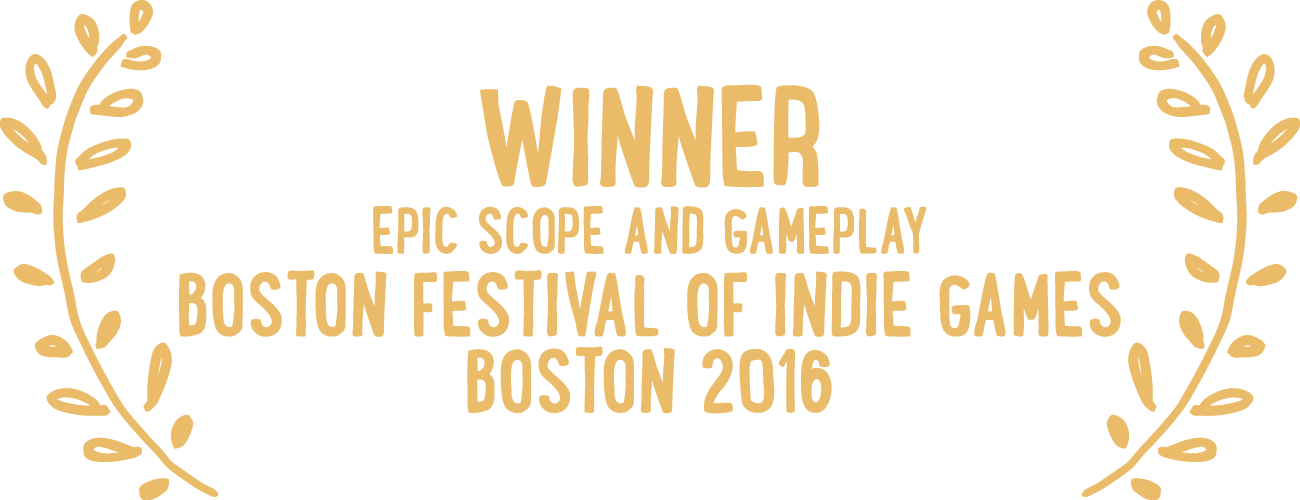 WINNER
EPIC SCOPE AND GAMEPLAY
BOSTON FESTIVAL OF INDIE GAMES
BOSTON 2016